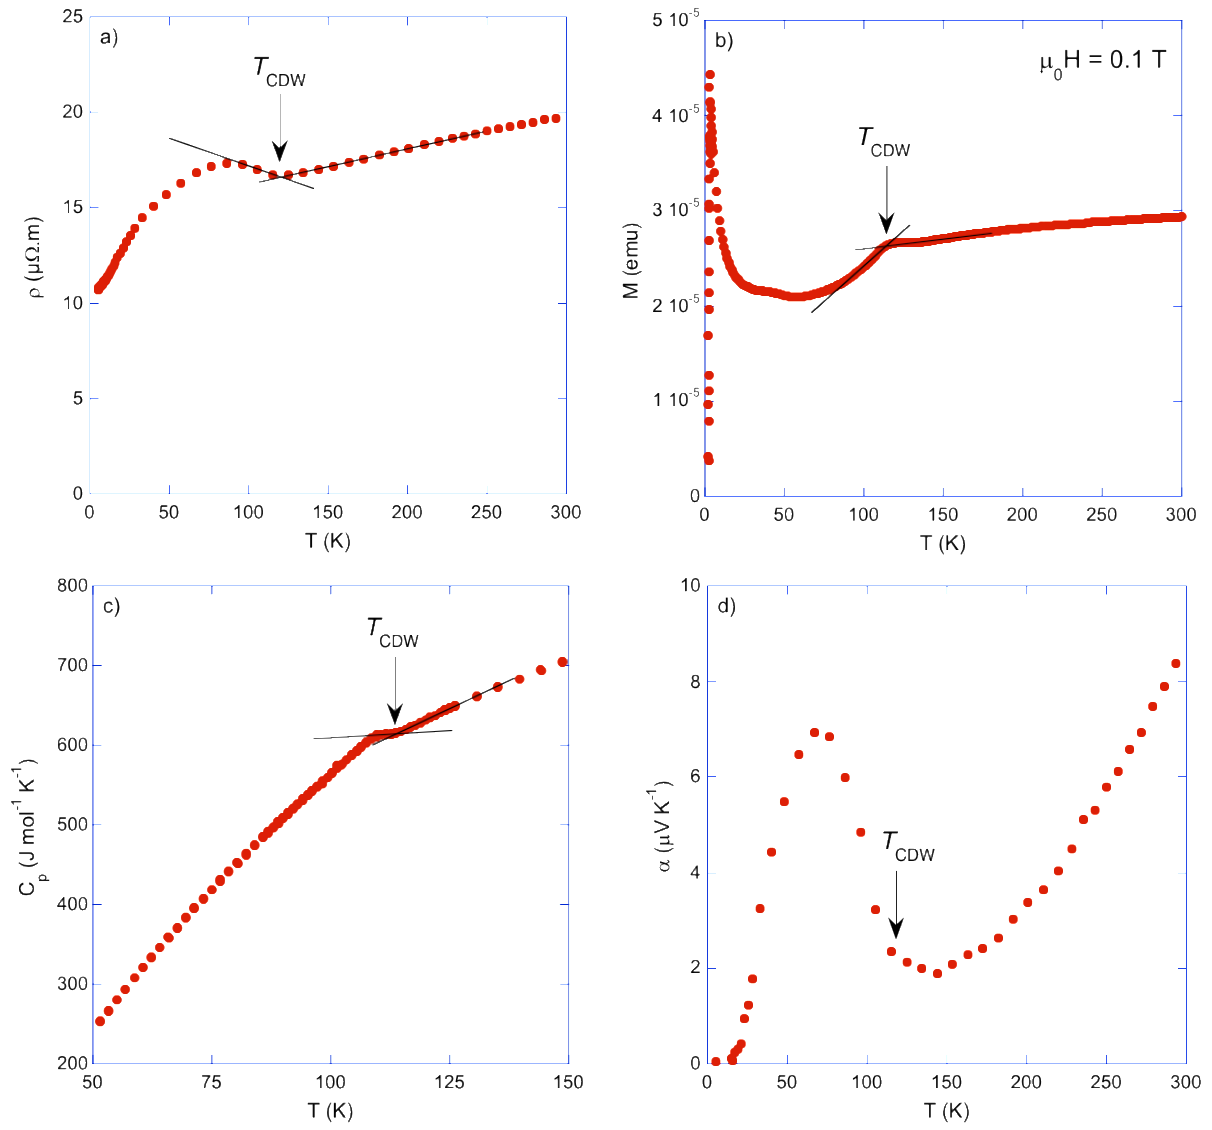 a)
T_CDW
25
20
15
10
5
0
ρ (μΩ.m)
0 50 100 150 200 250 300
T (K)
b)
μ₀H = 0.1 T
T_CDW
5 10⁻⁵
4 10⁻⁵
3 10⁻⁵
2 10⁻⁵
1 10⁻⁵
0
M (emu)
0 50 100 150 200 250 300
T (K)
c)
T_CDW
800
700
600
500
400
300
200
C_p (J mol⁻¹ K⁻¹)
50 75 100 125 150
T (K)
d)
T_CDW
10
8
6
4
2
0
α (μV K⁻¹)
0 50 100 150 200 250 300
T (K)